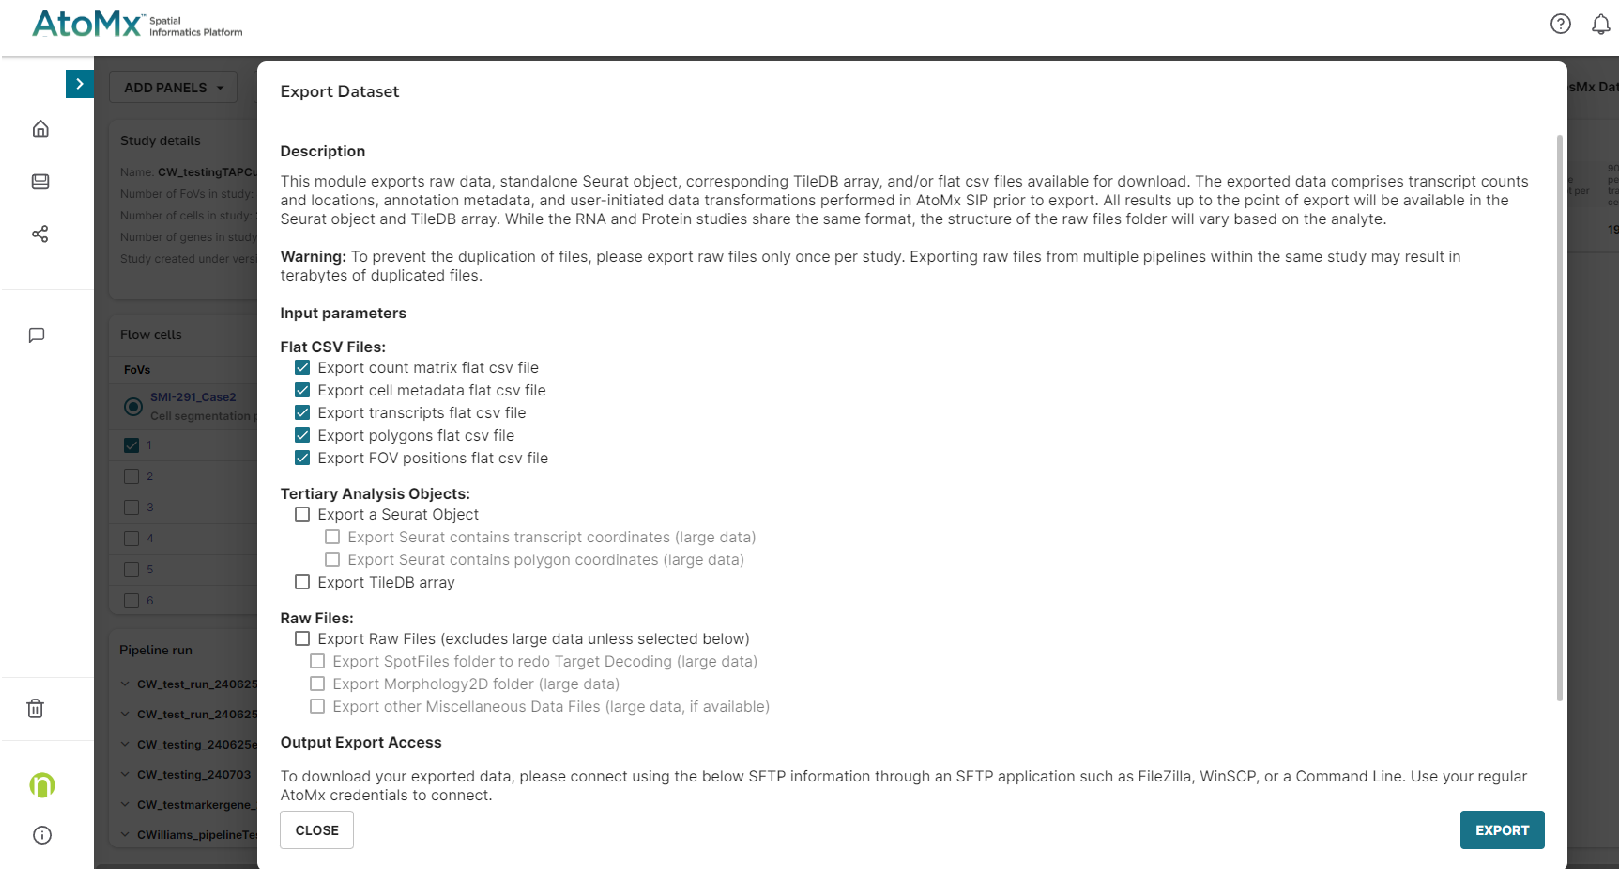 AtoMx™ Spatial
Informatics Platform
ADD PANELS
Export Dataset
Study details
Name: CW_testingTAPCu
Number of FoVs in study:
Number of cells in study:
Number of genes in study
Study created under versi
Flow cells
FoVs
SMI-291_Case2
Cell segmentation p
1
2
3
4
5
6
Pipeline run
CW_test_run_240625
CW_test_run_240625
CW_testing_240625e
CW_testing_240703
CW_testmarkergene_
CWilliams_pipelineTes
Description
This module exports raw data, standalone Seurat object, corresponding TileDB array, and/or flat csv files available for download. The exported data comprises transcript counts
and locations, annotation metadata, and user-initiated data transformations performed in AtoMx SIP prior to export. All results up to the point of export will be available in the
Seurat object and TileDB array. While the RNA and Protein studies share the same format, the structure of the raw files folder will vary based on the analyte.
Warning: To prevent the duplication of files, please export raw files only once per study. Exporting raw files from multiple pipelines within the same study may result in
terabytes of duplicated files.
Input parameters
Flat CSV Files:
Export count matrix flat csv file
Export cell metadata flat csv file
Export transcripts flat csv file
Export polygons flat csv file
Export FOV positions flat csv file
Tertiary Analysis Objects:
Export a Seurat Object
Export Seurat contains transcript coordinates (large data)
Export Seurat contains polygon coordinates (large data)
Export TileDB array
Raw Files:
Export Raw Files (excludes large data unless selected below)
Export SpotFiles folder to redo Target Decoding (large data)
Export Morphology2D folder (large data)
Export other Miscellaneous Data Files (large data, if available)
Output Export Access
To download your exported data, please connect using the below SFTP information through an SFTP application such as FileZilla, WinSCP, or a Command Line. Use your regular
AtoMx credentials to connect.
CLOSE
EXPORT
sMx Dat
t per
19